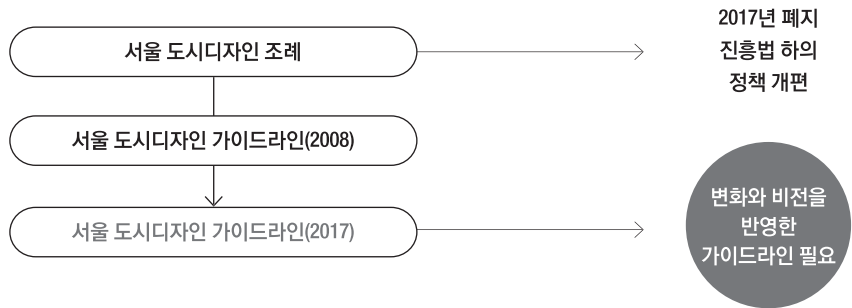 서울 도시디자인 조례
2017년 폐지
진흥법 하의
정책 개편
서울 도시디자인 가이드라인(2008)
서울 도시디자인 가이드라인(2017)
변화와 비전을
반영한
가이드라인 필요